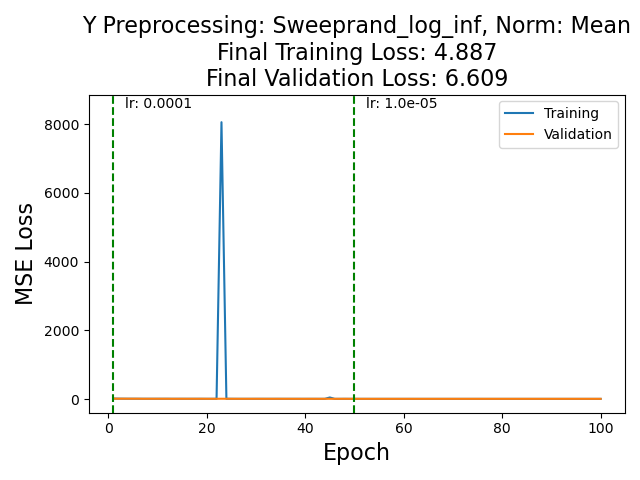 Y Preprocessing: Sweeprand_log_inf, Norm: Mean
Final Training Loss: 4.887
Final Validation Loss: 6.609
lr: 0.0001
lr: 1.0e-05
Training
Validation
8000
6000
4000
2000
0
MSE Loss
0 20 40 60 80 100
Epoch